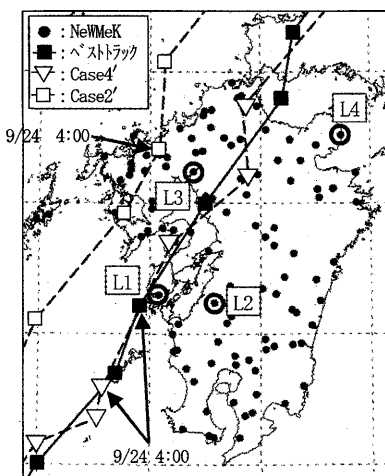 : NeWMeK
: ベストトラック
: Case4'
: Case2'
9/24 4:00
L4
L3
L1
L2
9/24 4:00